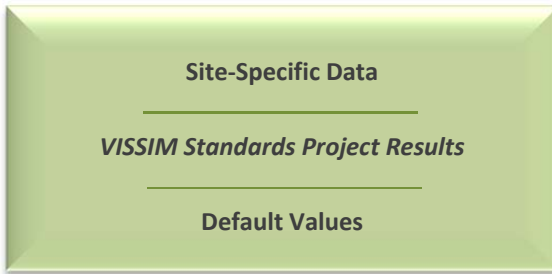 Site-Specific Data
VISSIM Standards Project Results
Default Values